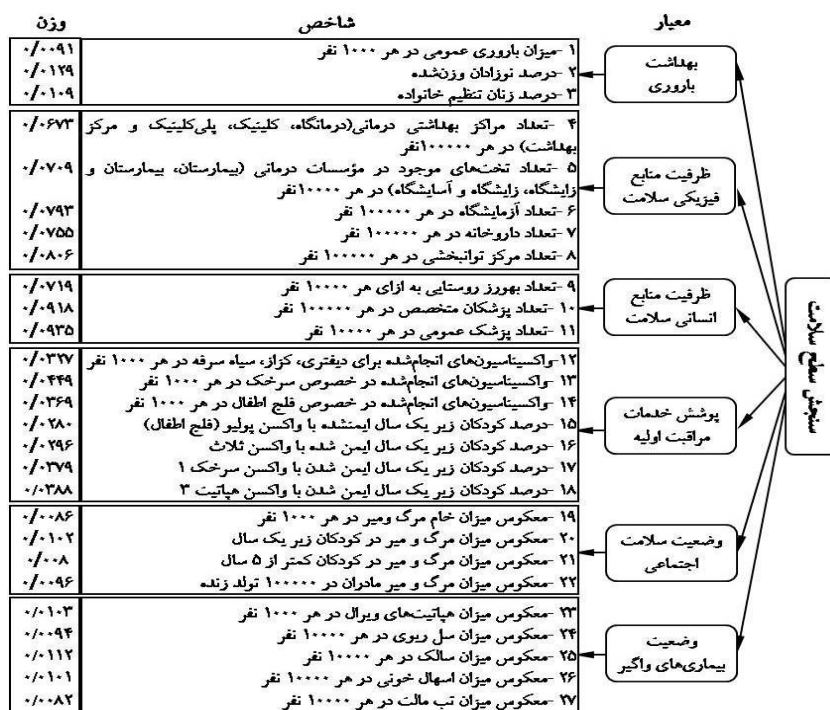 معیار شاخص وزن
سنجش سطح سلامت
بهداشت
باروری
۱ -میزان باروری عمومی در هر ۱۰۰۰ نفر ۰/۰۰۹۱
۲ -درصد نوزادان وزن‌شده ۰/۰۱۲۹
۳ -درصد زنان تنظیم خانواده ۰/۰۱۰۹
ظرفیت منابع
فیزیکی سلامت
۴ -تعداد مراکز بهداشتی درمانی(درمانگاه، کلینیک، پلی‌کلینیک و مرکز ۰/۰۶۷۳
بهداشت) در هر ۱۰۰۰۰۰نفر
۵ -تعداد تخت‌های موجود در مؤسسات درمانی (بیمارستان، بیمارستان و ۰/۰۷۰۹
زایشگاه، زایشگاه و آسایشگاه) در هر ۱۰۰۰۰نفر
۶ -تعداد آزمایشگاه در هر ۱۰۰۰۰۰ نفر ۰/۰۷۹۳
۷ -تعداد داروخانه در هر ۱۰۰۰۰۰ نفر ۰/۰۷۵۵
۸ -تعداد مرکز توانبخشی در هر ۱۰۰۰۰۰ نفر ۰/۰۸۰۶
ظرفیت منابع
انسانی سلامت
۹ -تعداد بهورز روستایی به ازای هر ۱۰۰۰۰ نفر ۰/۰۷۱۹
۱۰ -تعداد پزشکان متخصص در هر ۱۰۰۰۰۰ نفر ۰/۰۹۱۸
۱۱ -تعداد پزشک عمومی در هر ۱۰۰۰۰ نفر ۰/۰۹۳۵
پوشش خدمات
مراقبت اولیه
۱۲-واکسیناسیون‌های انجام‌شده برای دیفتری، کزاز، سیاه سرفه در هر ۱۰۰۰ نفر ۰/۰۳۲۷
۱۳ -واکسیناسیون‌های انجام‌شده در خصوص سرخک در هر ۱۰۰۰ نفر ۰/۰۴۴۹
۱۴ -واکسیناسیون‌های انجام‌شده در خصوص فلج اطفال در هر ۱۰۰۰ نفر ۰/۰۳۶۹
۱۵ -درصد کودکان زیر یک سال ایمنشده با واکسن پولیو (فلج اطفال) ۰/۰۲۸۰
۱۶ -درصد کودکان زیر یک سال ایمن شده با واکسن ثلاث ۰/۰۲۹۶
۱۷ -درصد کودکان زیر یک سال ایمن شدن با واکسن سرخک ۱ ۰/۰۳۷۹
۱۸ -درصد کودکان زیر یک سال ایمن شدن با واکسن هپاتیت ۳ ۰/۰۳۸۸
وضعیت سلامت
اجتماعی
۱۹ -معکوس میزان خام مرگ ومیر در هر ۱۰۰۰ نفر ۰/۰۰۸۶
۲۰ -معکوس میزان مرگ و میر در کودکان زیر یک سال ۰/۰۱۰۲
۲۱ -معکوس میزان مرگ و میر در کودکان کمتر از ۵ سال ۰/۰۰۸
۲۲ -معکوس میزان مرگ و میر مادران در ۱۰۰۰۰۰ تولد زنده ۰/۰۰۹۶
وضعیت
بیماری‌های واگیر
۲۳ -معکوس میزان هپاتیت‌های ویرال در هر ۱۰۰۰ نفر ۰/۰۱۰۳
۲۴ -معکوس میزان سل ریوی در هر ۱۰۰۰۰ نفر ۰/۰۰۹۴
۲۵ -معکوس میزان سالک در هر ۱۰۰۰۰ نفر ۰/۰۱۱۲
۲۶ -معکوس میزان اسهال خونی در هر ۱۰۰۰۰ نفر ۰/۰۱۰۱
۲۷ -معکوس میزان تب مالت در هر ۱۰۰۰۰ نفر ۰/۰۰۸۲